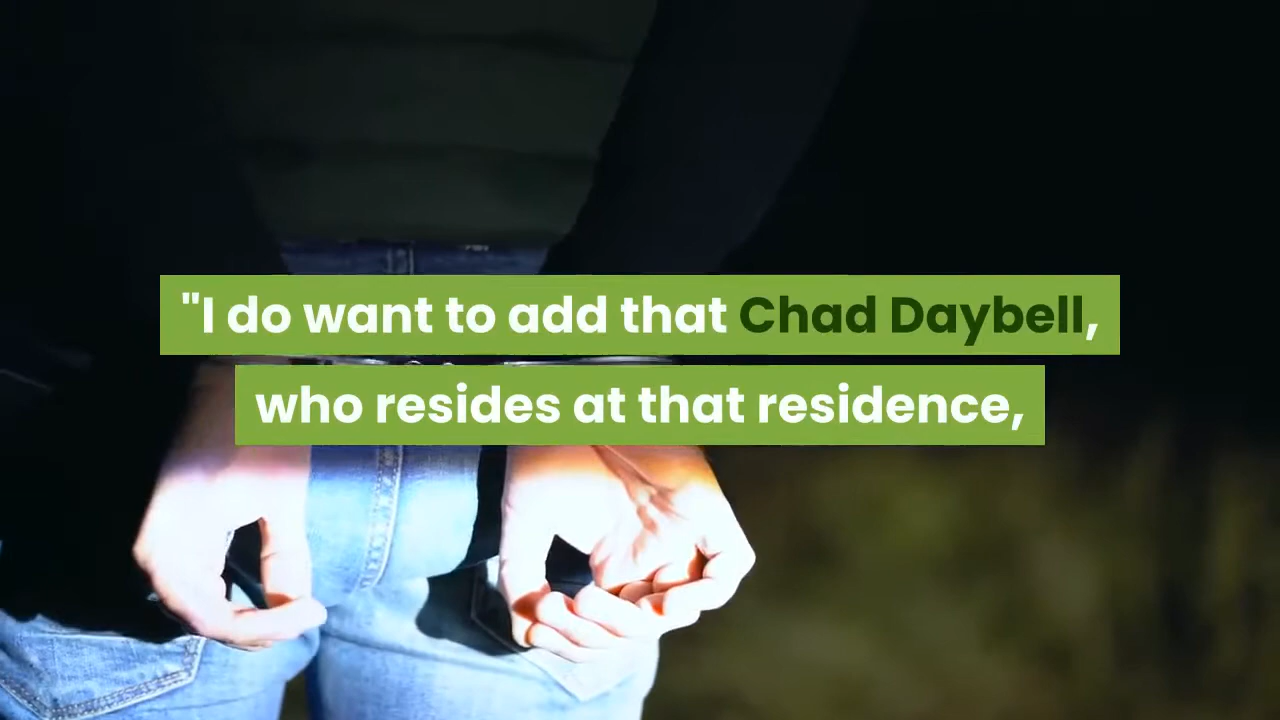 "I do want to add that Chad Daybell,
who resides at that residence,